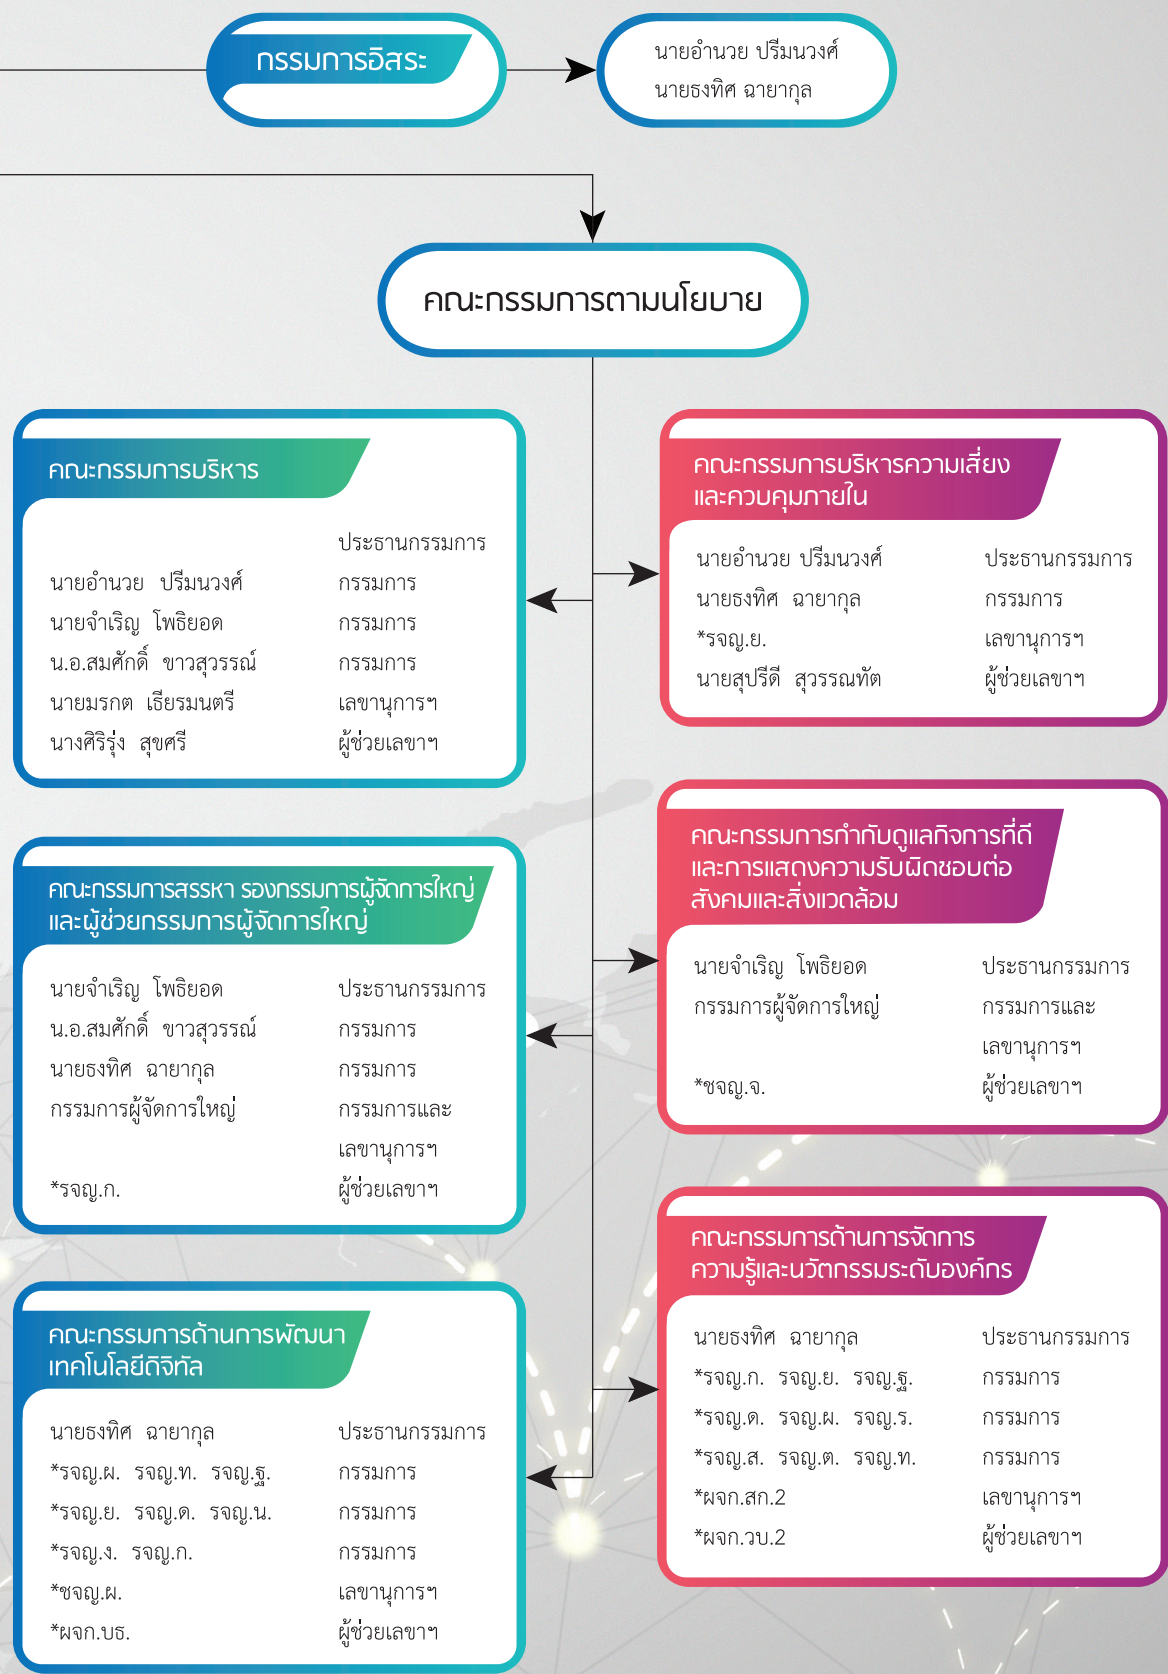 กรรมการอิสระ
นายอำนวย ปรีมนวงศ์
นายธงทิศ ฉายากุล
คณะกรรมการตามนโยบาย
คณะกรรมการบริหาร
ประธานกรรมการ
นายอำนวย ปรีมนวงศ์ กรรมการ
นายจำเริญ โพธิยอด กรรมการ
น.อ.สมศักดิ์ ขาวสุวรรณ์ กรรมการ
นายมรกต เธียรมนตรี เลขานุการฯ
นางศิริรุ่ง สุขศรี ผู้ช่วยเลขาฯ
คณะกรรมการสรรหา รองกรรมการผู้จัดการใหญ่
และผู้ช่วยกรรมการผู้จัดการใหญ่
นายจำเริญ โพธิยอด ประธานกรรมการ
น.อ.สมศักดิ์ ขาวสุวรรณ์ กรรมการ
นายธงทิศ ฉายากุล กรรมการ
กรรมการผู้จัดการใหญ่ กรรมการและ
เลขานุการฯ
*รจญ.ก. ผู้ช่วยเลขาฯ
คณะกรรมการด้านการพัฒนา
เทคโนโลยีดิจิทัล
นายธงทิศ ฉายากุล ประธานกรรมการ
*รจญ.ผ. รจญ.ท. รจญ.ฐ. กรรมการ
*รจญ.ย. รจญ.ด. รจญ.น. กรรมการ
*รจญ.ง. รจญ.ก. กรรมการ
*ชจญ.ผ. เลขานุการฯ
*ผจก.บธ. ผู้ช่วยเลขาฯ
คณะกรรมการบริหารความเสี่ยง
และควบคุมภายใน
นายอำนวย ปรีมนวงศ์ ประธานกรรมการ
นายธงทิศ ฉายากุล กรรมการ
*รจญ.ย. เลขานุการฯ
นายสุปรีดี สุวรรณทัต ผู้ช่วยเลขาฯ
คณะกรรมการกำกับดูแลกิจการที่ดี
และการแสดงความรับผิดชอบต่อ
สังคมและสิ่งแวดล้อม
นายจำเริญ โพธิยอด ประธานกรรมการ
กรรมการผู้จัดการใหญ่ กรรมการและ
เลขานุการฯ
*ชจญ.จ. ผู้ช่วยเลขาฯ
คณะกรรมการด้านการจัดการ
ความรู้และนวัตกรรมระดับองค์กร
นายธงทิศ ฉายากุล ประธานกรรมการ
*รจญ.ก. รจญ.ย. รจญ.ฐ. กรรมการ
*รจญ.ด. รจญ.ผ. รจญ.ร. กรรมการ
*รจญ.ส. รจญ.ต. รจญ.ท. กรรมการ
*ผจก.สก.2 เลขานุการฯ
*ผจก.วบ.2 ผู้ช่วยเลขาฯ